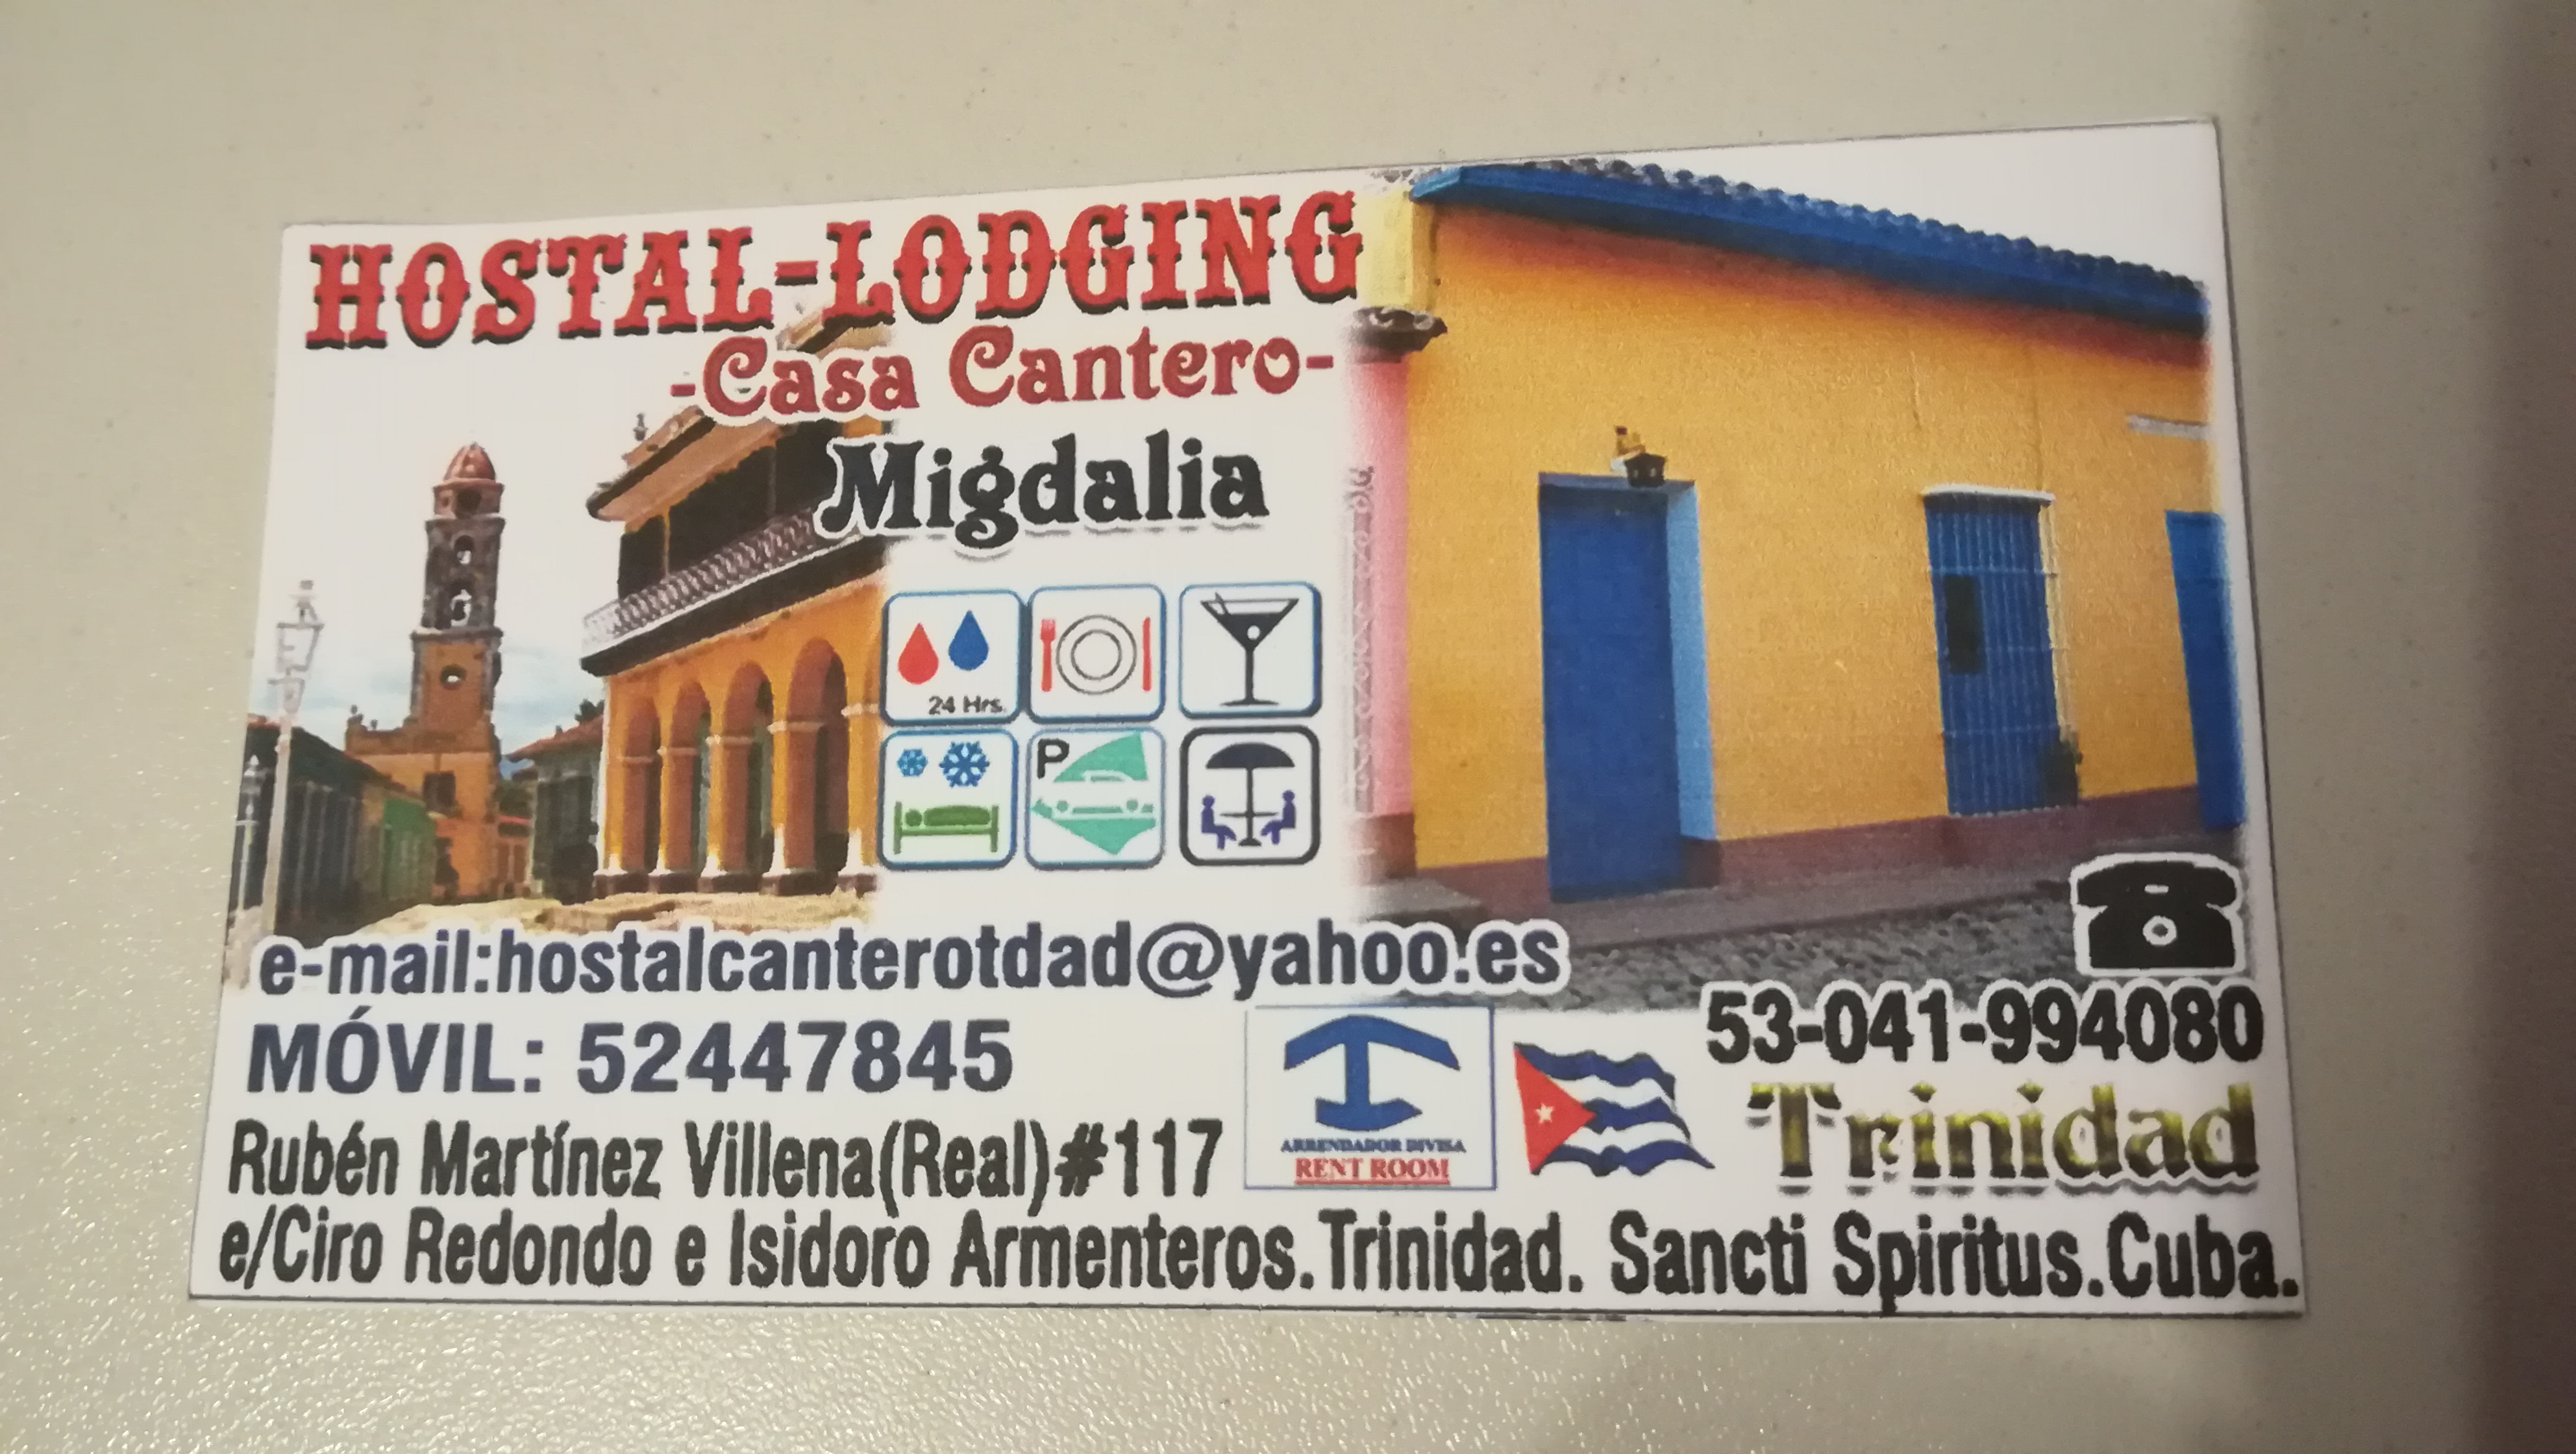 HOSTAL-LODGING
-Casa Cantero-
Migdalia
24 Hrs.
P
e-mail:hostalcanterotdad@yahoo.es
MÓVIL: 52447845
53-041-994080
Trinidad
ARRENDADOR DIVISA
RENT ROOM
Rubén Martínez Villena(Real)#117
e/Ciro Redondo e Isidoro Armenteros.Trinidad. Sancti Spiritus.Cuba.